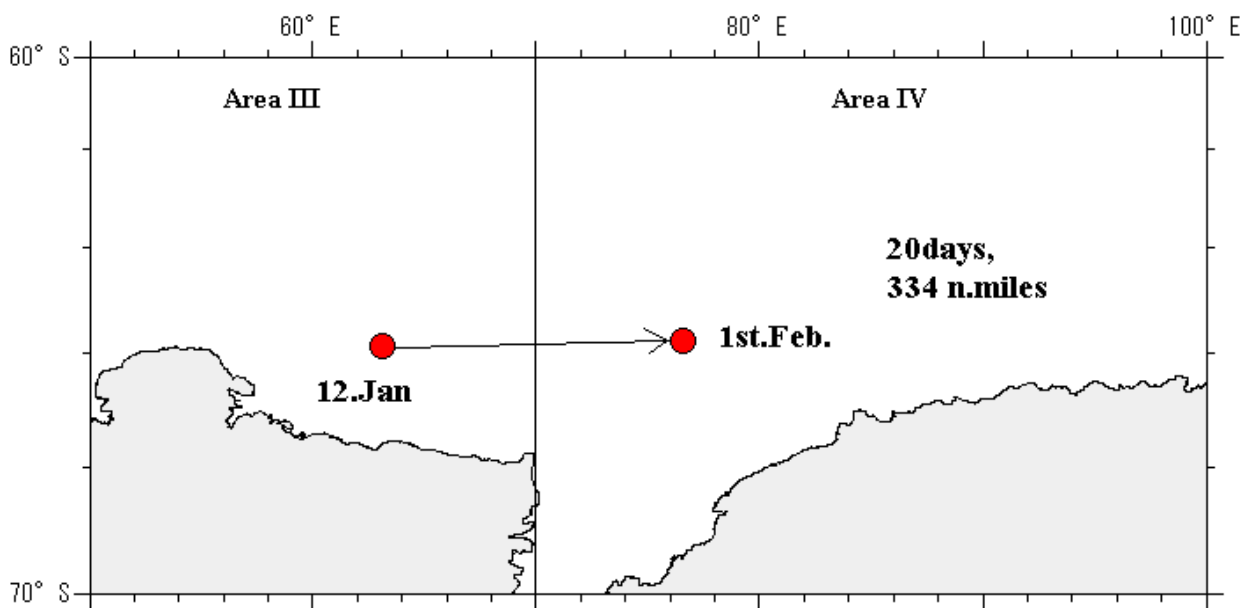 60° E
80° E
100° E
60° S
Area III
Area IV
20days,
334 n.miles
1st.Feb.
12.Jan
70° S